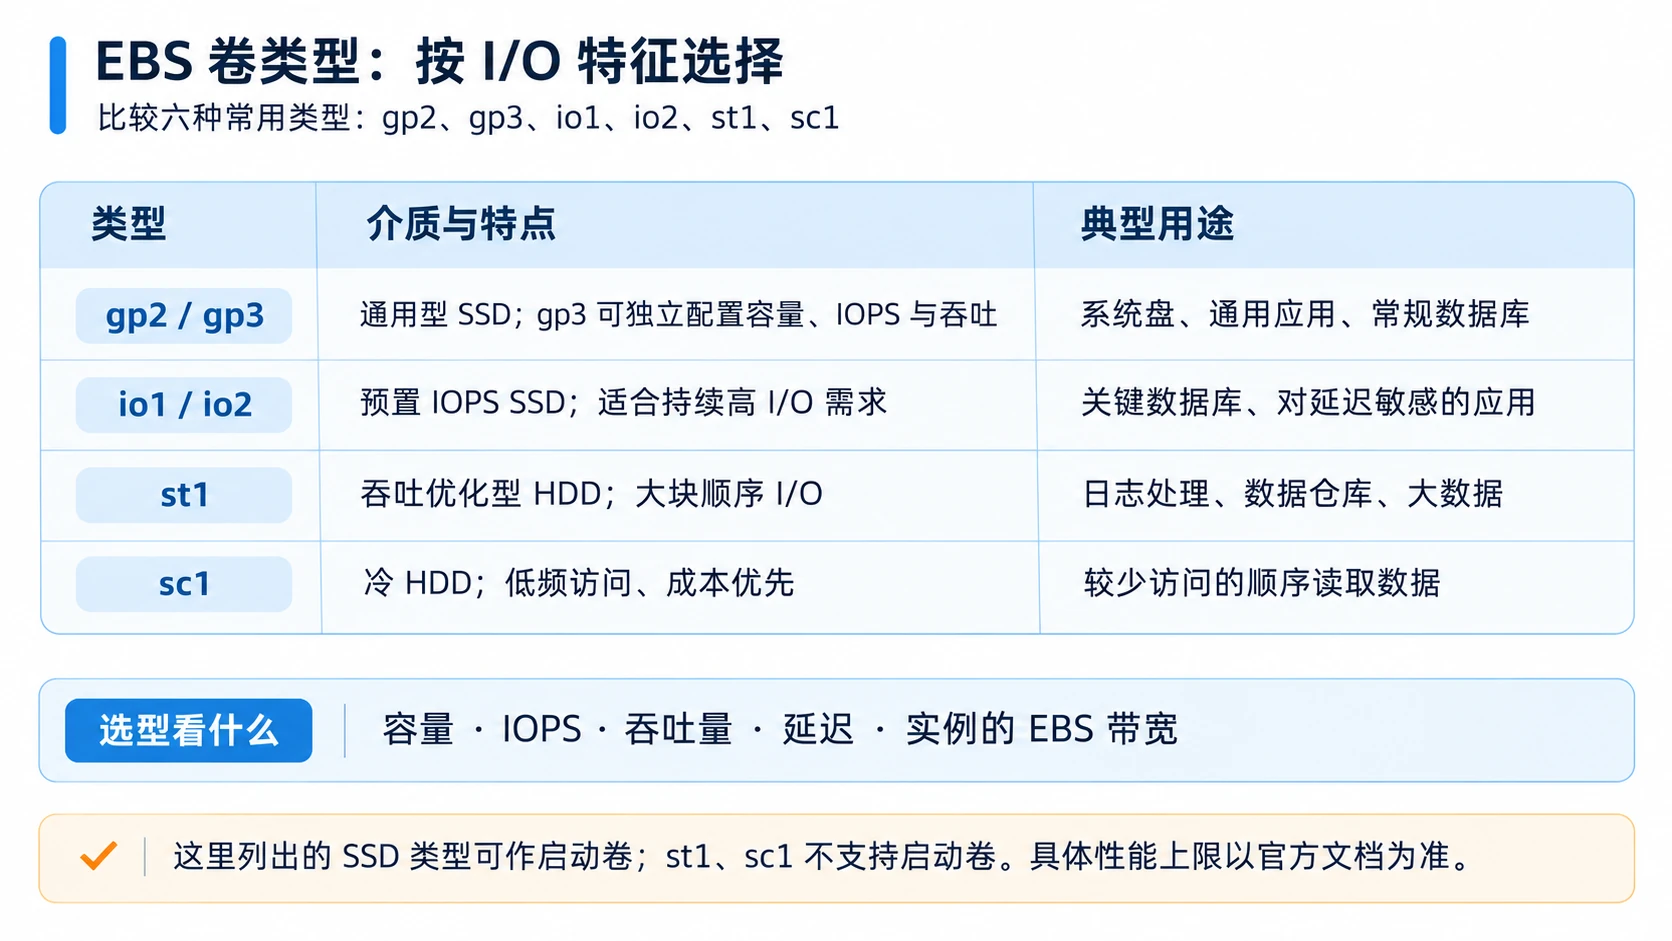 EBS 卷类型：按 I/O 特征选择
比较六种常用类型：gp2、gp3、io1、io2、st1、sc1
类型 介质与特点 典型用途
gp2 / gp3 通用型 SSD；gp3 可独立配置容量、IOPS 与吞吐 系统盘、通用应用、常规数据库
io1 / io2 预置 IOPS SSD；适合持续高 I/O 需求 关键数据库、对延迟敏感的应用
st1 吞吐优化型 HDD；大块顺序 I/O 日志处理、数据仓库、大数据
sc1 冷 HDD；低频访问、成本优先 较少访问的顺序读取数据
选型看什么 容量 · IOPS · 吞吐量 · 延迟 · 实例的 EBS 带宽
这里列出的 SSD 类型可作启动卷；st1、sc1 不支持启动卷。具体性能上限以官方文档为准。